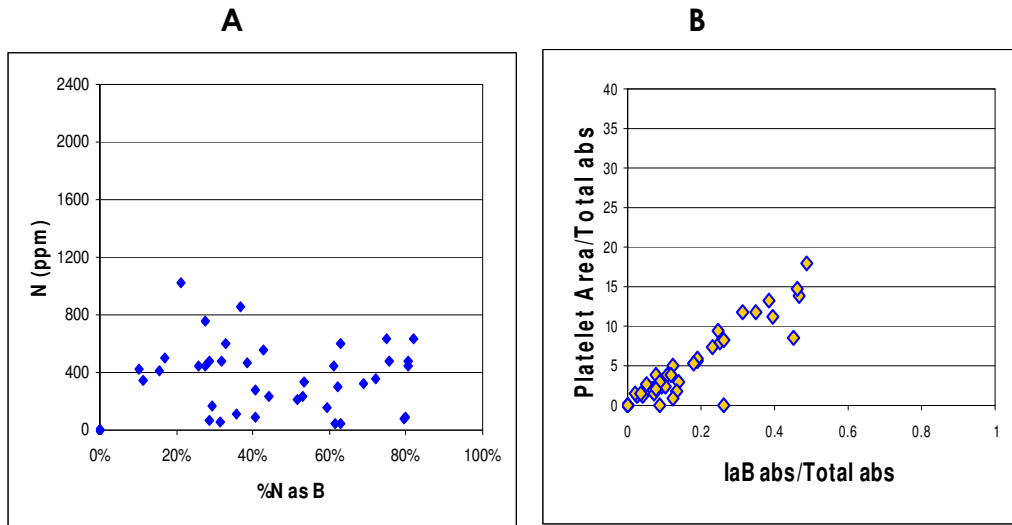 A
B
2400
2000
1600
1200
800
400
0
N (ppm)
0% 20% 40% 60% 80% 100%
%N as B
40
35
30
25
20
15
10
5
0
Platelet Area/Total abs
0 0.2 0.4 0.6 0.8 1
IaB abs/Total abs